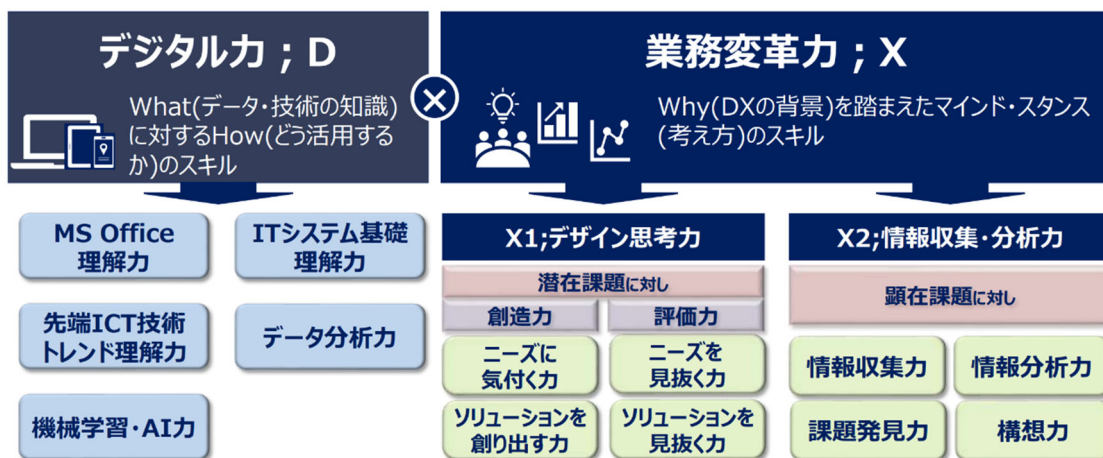 デジタル力；D
What(データ・技術の知識)
に対するHow(どう活用する
か)のスキル
業務変革力；X
Why(DXの背景)を踏まえたマインド・スタンス
(考え方)のスキル
MS Office
理解力
ITシステム基礎
理解力
先端ICT技術
トレンド理解力
データ分析力
機械学習・AI力
X1;デザイン思考力
潜在課題に対し
創造力
評価力
ニーズに
気付く力
ニーズを
見抜く力
ソリューションを
創り出す力
ソリューションを
見抜く力
X2;情報収集・分析力
顕在課題に対し
情報収集力
情報分析力
課題発見力
構想力